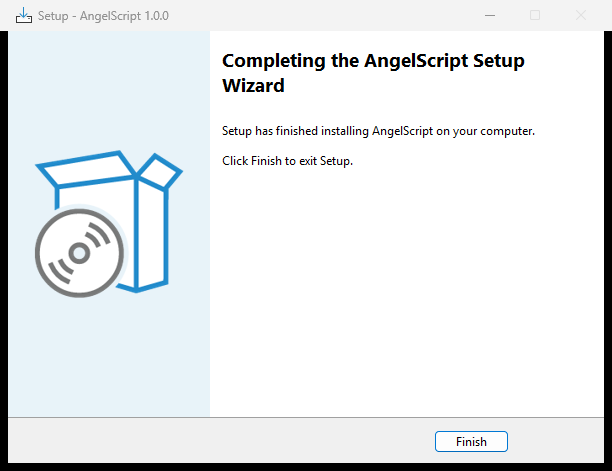 Setup - AngelScript 1.0.0
Completing the AngelScript Setup
Wizard
Setup has finished installing AngelScript on your computer.
Click Finish to exit Setup.
Finish